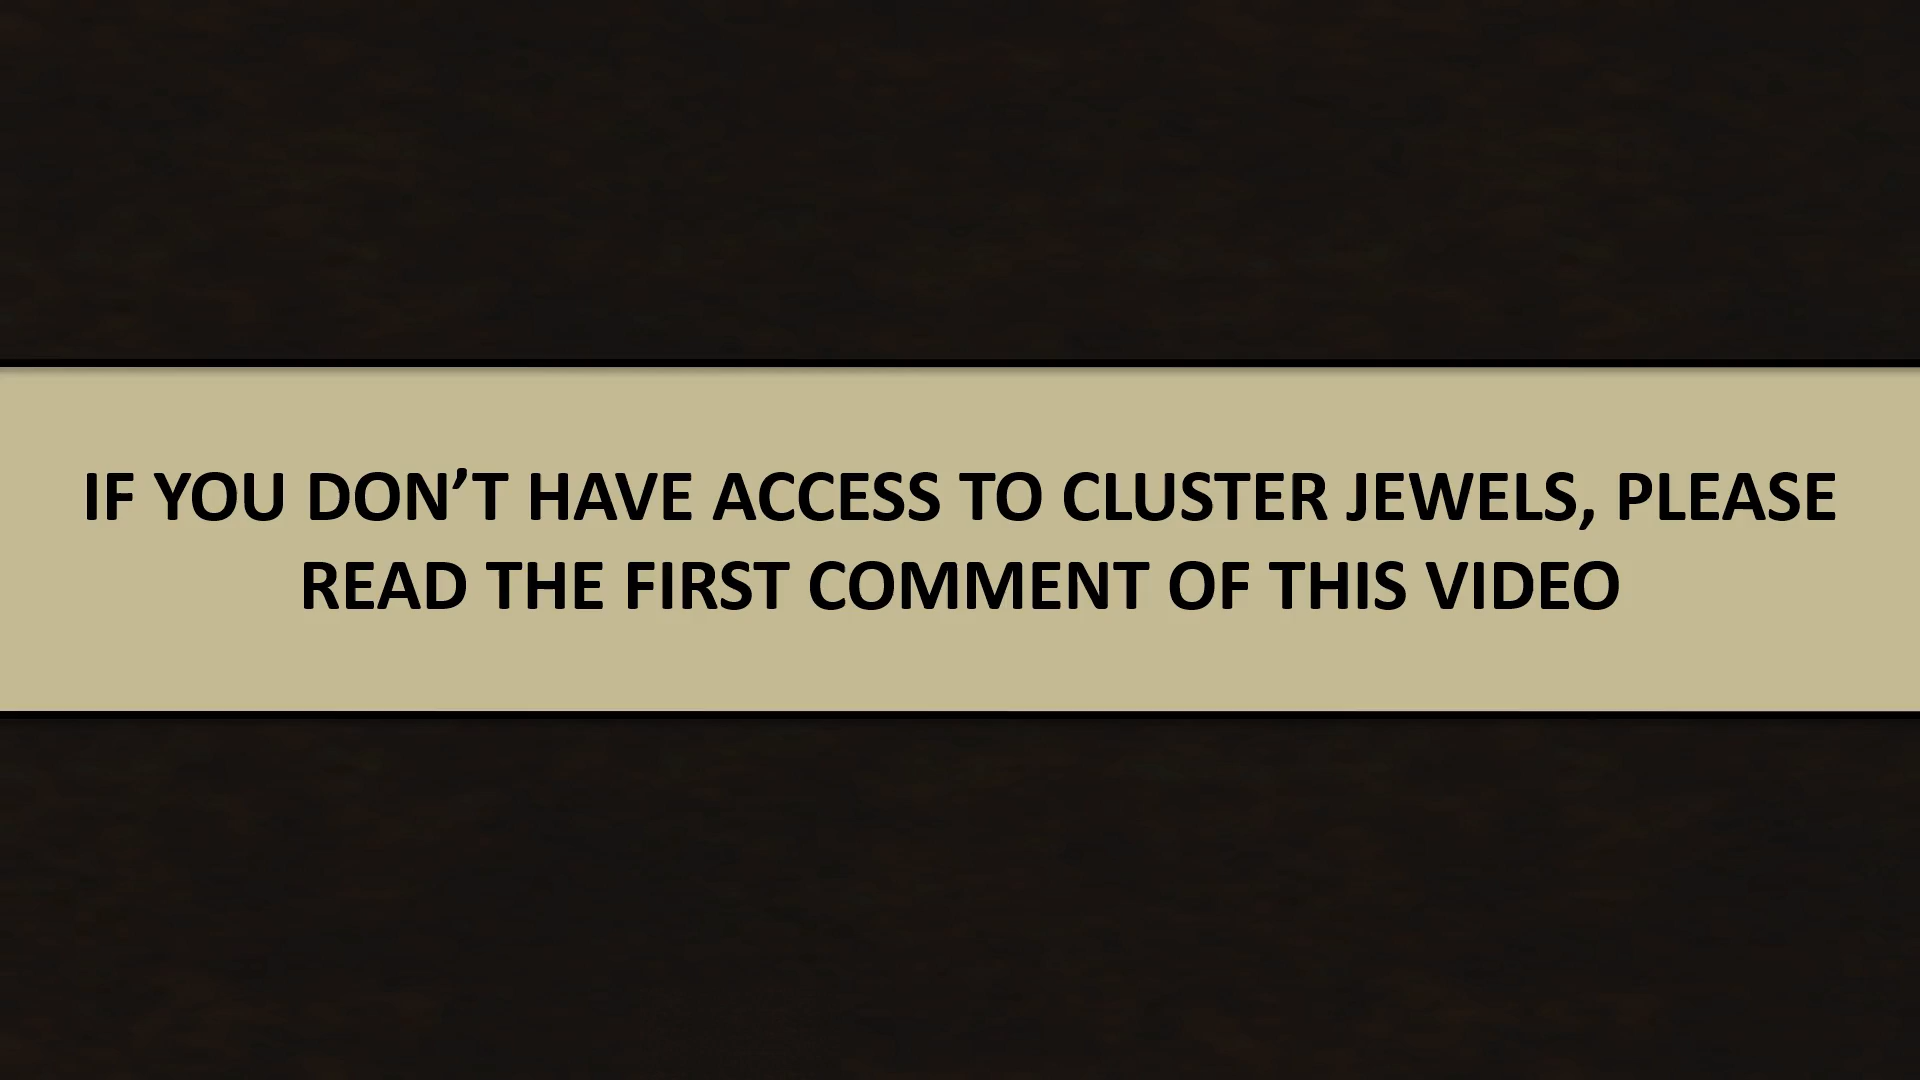 IF YOU DON’T HAVE ACCESS TO CLUSTER JEWELS, PLEASE
READ THE FIRST COMMENT OF THIS VIDEO